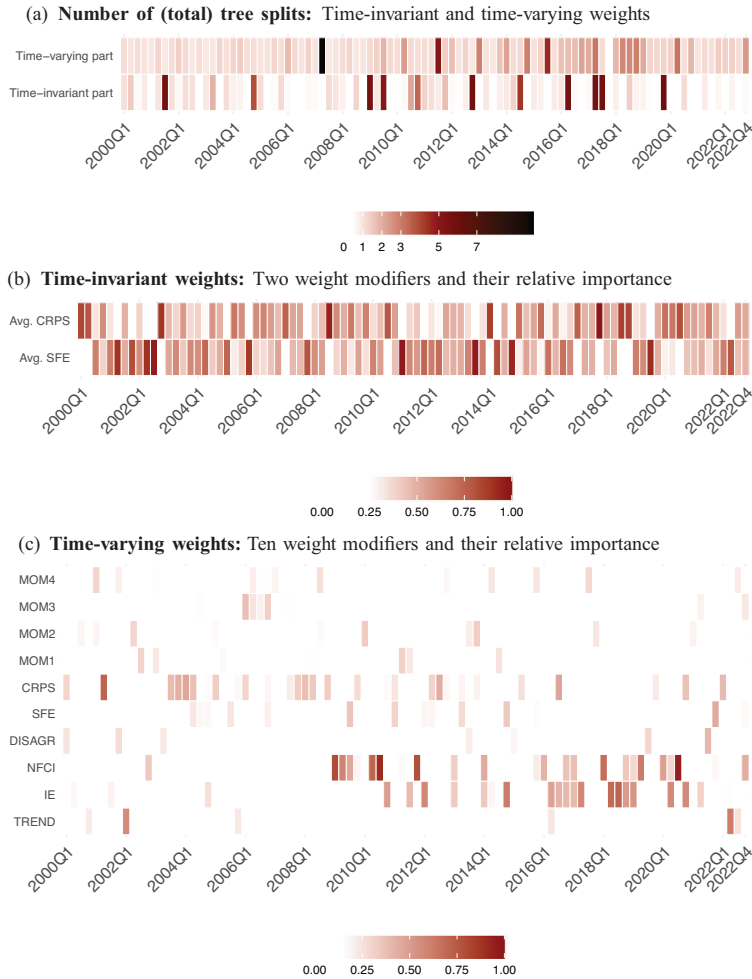 (a) Number of (total) tree splits: Time-invariant and time-varying weights
Time−varying part
Time−invariant part
2000Q1 2002Q1 2004Q1 2006Q1 2008Q1 2010Q1 2012Q1 2014Q1 2016Q1 2018Q1 2020Q1 2022Q1 2022Q4
0 1 2 3 5 7
(b) Time-invariant weights: Two weight modifiers and their relative importance
Avg. CRPS
Avg. SFE
2000Q1 2002Q1 2004Q1 2006Q1 2008Q1 2010Q1 2012Q1 2014Q1 2016Q1 2018Q1 2020Q1 2022Q1 2022Q4
0.00 0.25 0.50 0.75 1.00
(c) Time-varying weights: Ten weight modifiers and their relative importance
MOM4
MOM3
MOM2
MOM1
CRPS
SFE
DISAGR
NFCI
IE
TREND
2000Q1 2002Q1 2004Q1 2006Q1 2008Q1 2010Q1 2012Q1 2014Q1 2016Q1 2018Q1 2020Q1 2022Q1 2022Q4
0.00 0.25 0.50 0.75 1.00